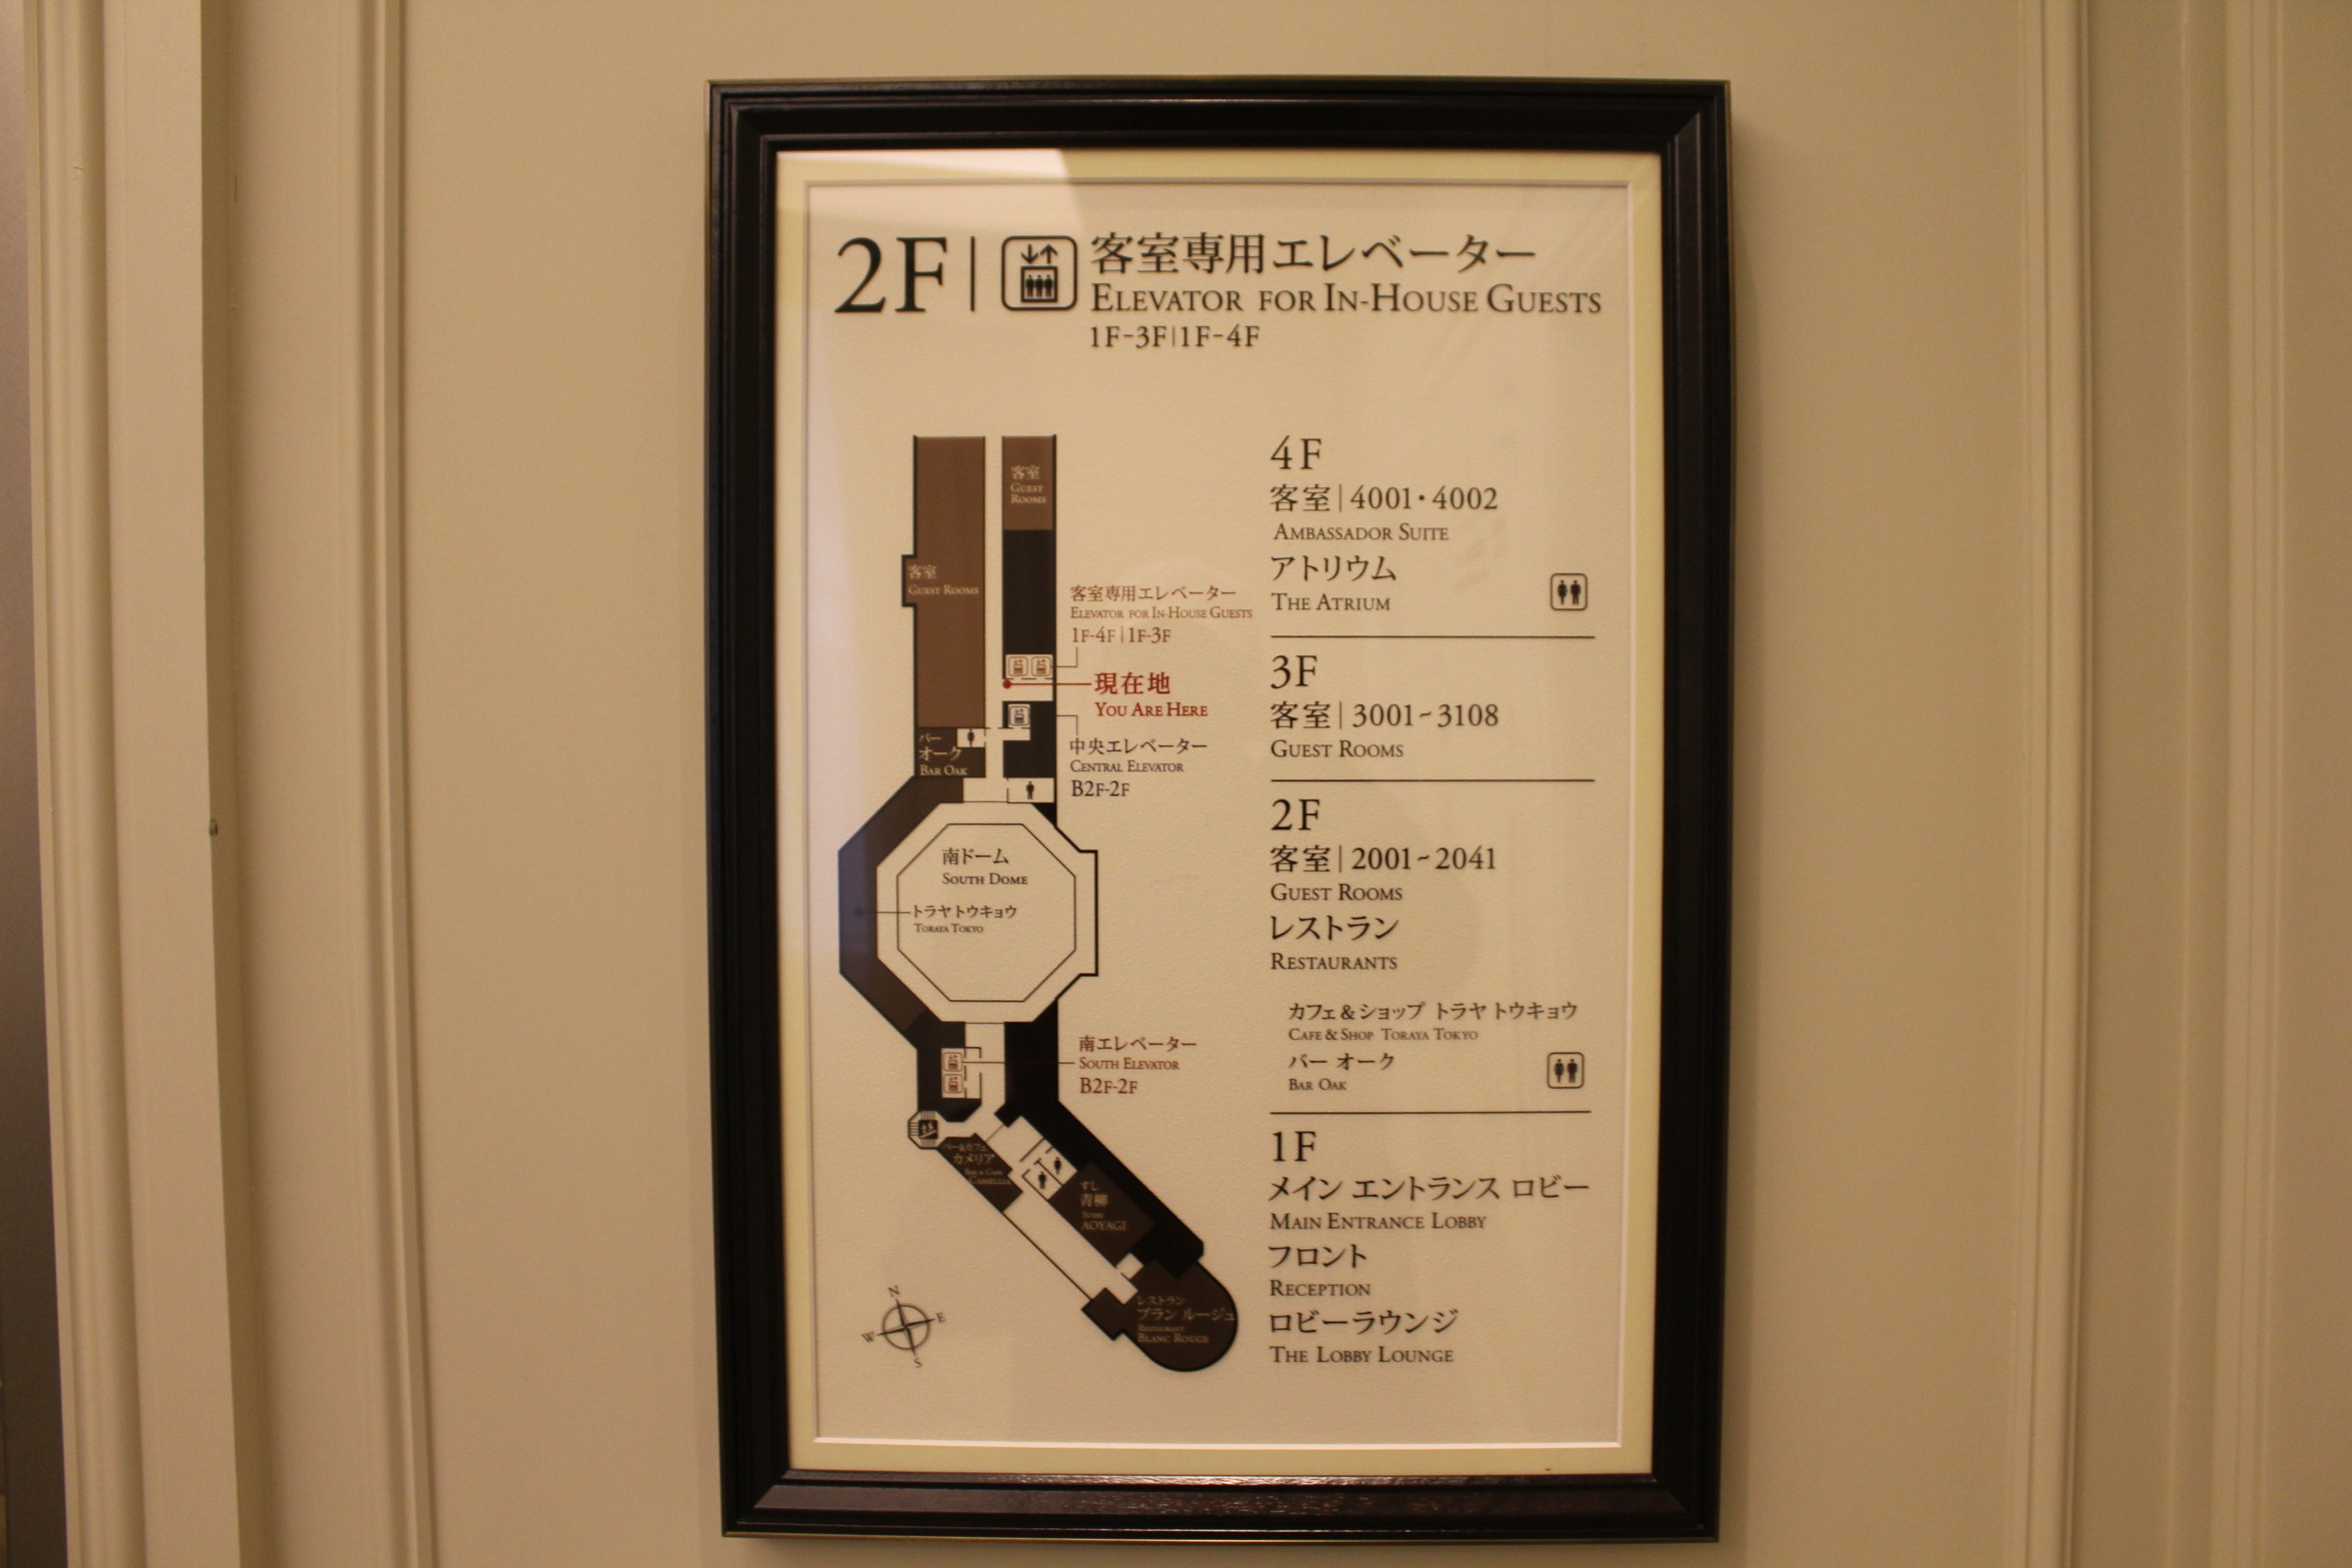 2F
客室専用エレベーター
ELEVATOR FOR IN-HOUSE GUESTS
1F-3F|1F-4F
客室
GUEST
ROOMS
客室
GUEST ROOMS
客室専用エレベーター
ELEVATOR FOR IN-HOUSE GUESTS
1F-4F|1F-3F
現在地
YOU ARE HERE
バー
オーク
BAR OAK
中央エレベーター
CENTRAL ELEVATOR
B2F-2F
南ドーム
SOUTH DOME
トラヤトウキョウ
TORAYA TOKYO
南エレベーター
SOUTH ELEVATOR
B2F-2F
バー&カフェ
カメリア
BAR & CAFE
CAMELLIA
すし
青柳
SUSHI
AOYAGI
レストラン
ブラン ルージュ
RESTAURANT
BLANC ROUGE
N
W
E
S
4F
客室|4001・4002
AMBASSADOR SUITE
アトリウム
THE ATRIUM
3F
客室|3001~3108
GUEST ROOMS
2F
客室|2001~2041
GUEST ROOMS
レストラン
RESTAURANTS
カフェ&ショップ トラヤ トウキョウ
CAFE & SHOP TORAYA TOKYO
バー オーク
BAR OAK
1F
メイン エントランス ロビー
MAIN ENTRANCE LOBBY
フロント
RECEPTION
ロビーラウンジ
THE LOBBY LOUNGE